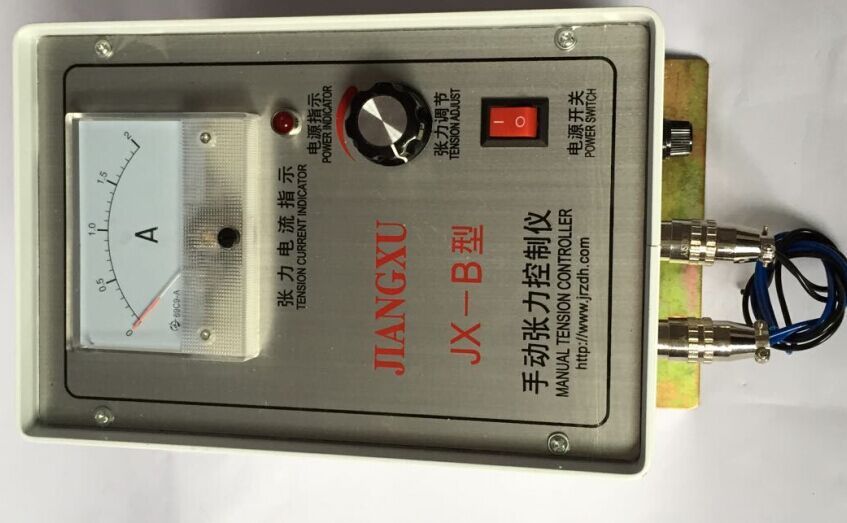 0
0.5
1.0
1.5
2
A
69C9-A
张力电流指示
TENSION CURRENT INDICATOR
电源指示
POWER INDICATOR
张力调节
TENSION ADJUST
电源开关
POWER SWITCH
JIANGXU
JX-B型
手动张力控制仪
MANUAL TENSION CONTROLLER
http://www.jrzdh.com